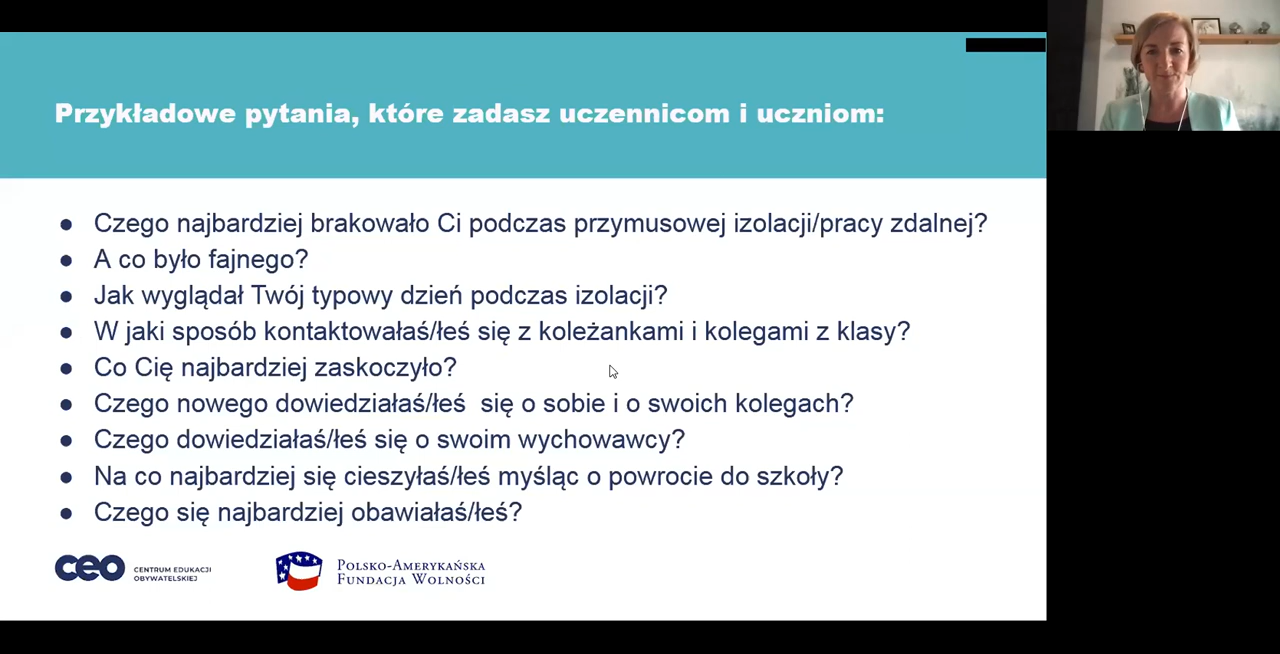 Przykładowe pytania, które zadasz uczennicom i uczniom:
● Czego najbardziej brakowało Ci podczas przymusowej izolacji/pracy zdalnej?
● A co było fajnego?
● Jak wyglądał Twój typowy dzień podczas izolacji?
● W jaki sposób kontaktowałaś/łeś się z koleżankami i kolegami z klasy?
● Co Cię najbardziej zaskoczyło?
● Czego nowego dowiedziałaś/łeś  się o sobie i o swoich kolegach?
● Czego dowiedziałaś/łeś się o swoim wychowawcy?
● Na co najbardziej się cieszyłaś/łeś myśląc o powrocie do szkoły?
● Czego się najbardziej obawiałaś/łeś?
ceo
CENTRUM EDUKACJI
OBYWATELSKIEJ
POLSKO-AMERYKAŃSKA
FUNDACJA WOLNOŚCI